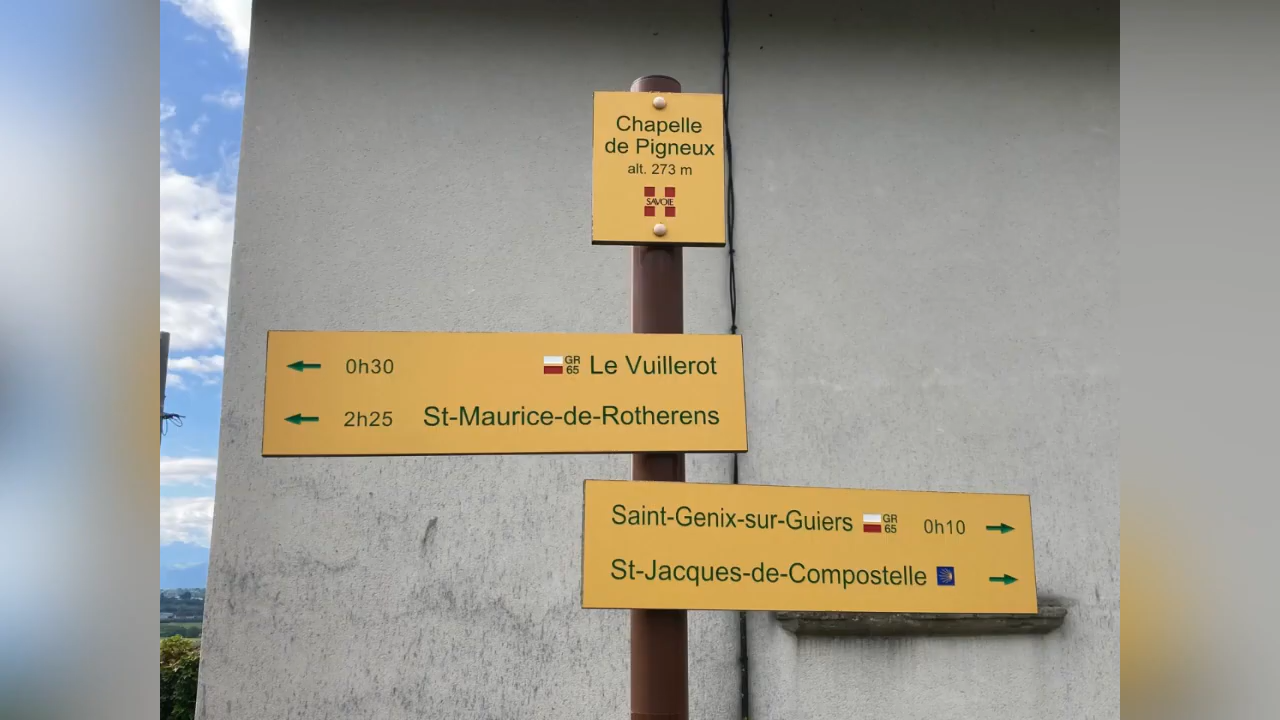 Chapelle
de Pigneux
alt. 273 m
SAVOIE
0h30 GR 65 Le Vuillerot
2h25 St-Maurice-de-Rotherens
Saint-Genix-sur-Guiers GR 65 0h10
St-Jacques-de-Compostelle